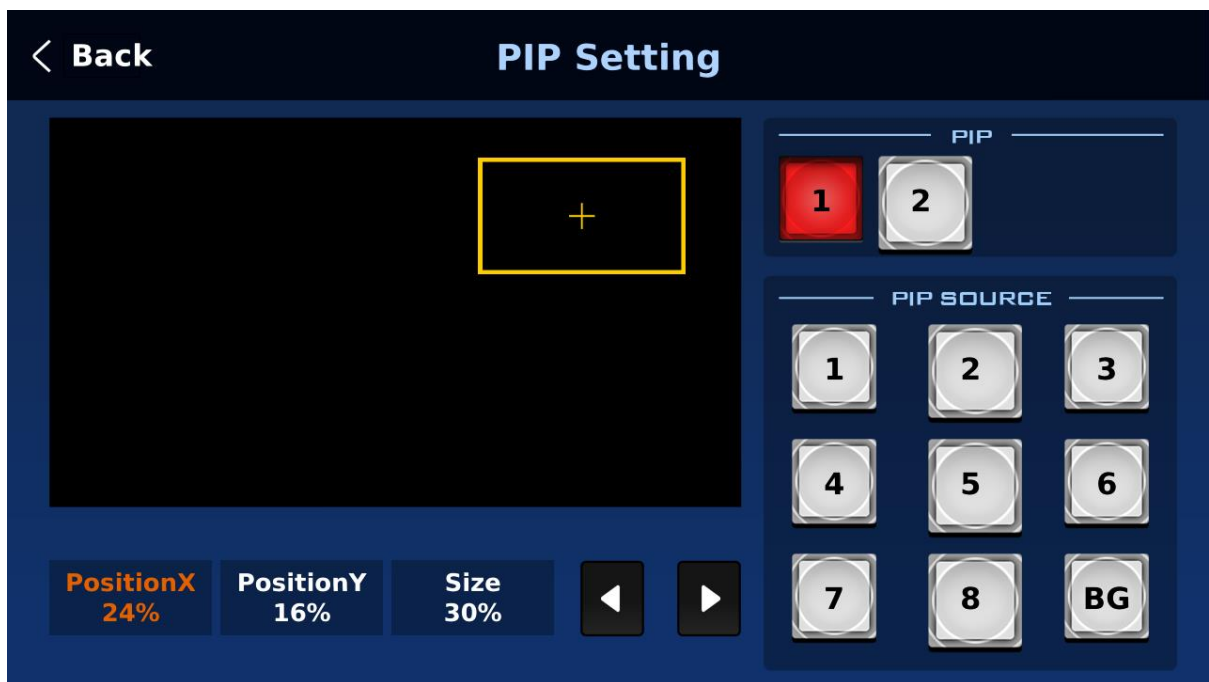 Back
PIP Setting
PIP
1 2
PIP SOURCE
1 2 3
4 5 6
7 8 BG
PositionX PositionY Size
24% 16% 30%